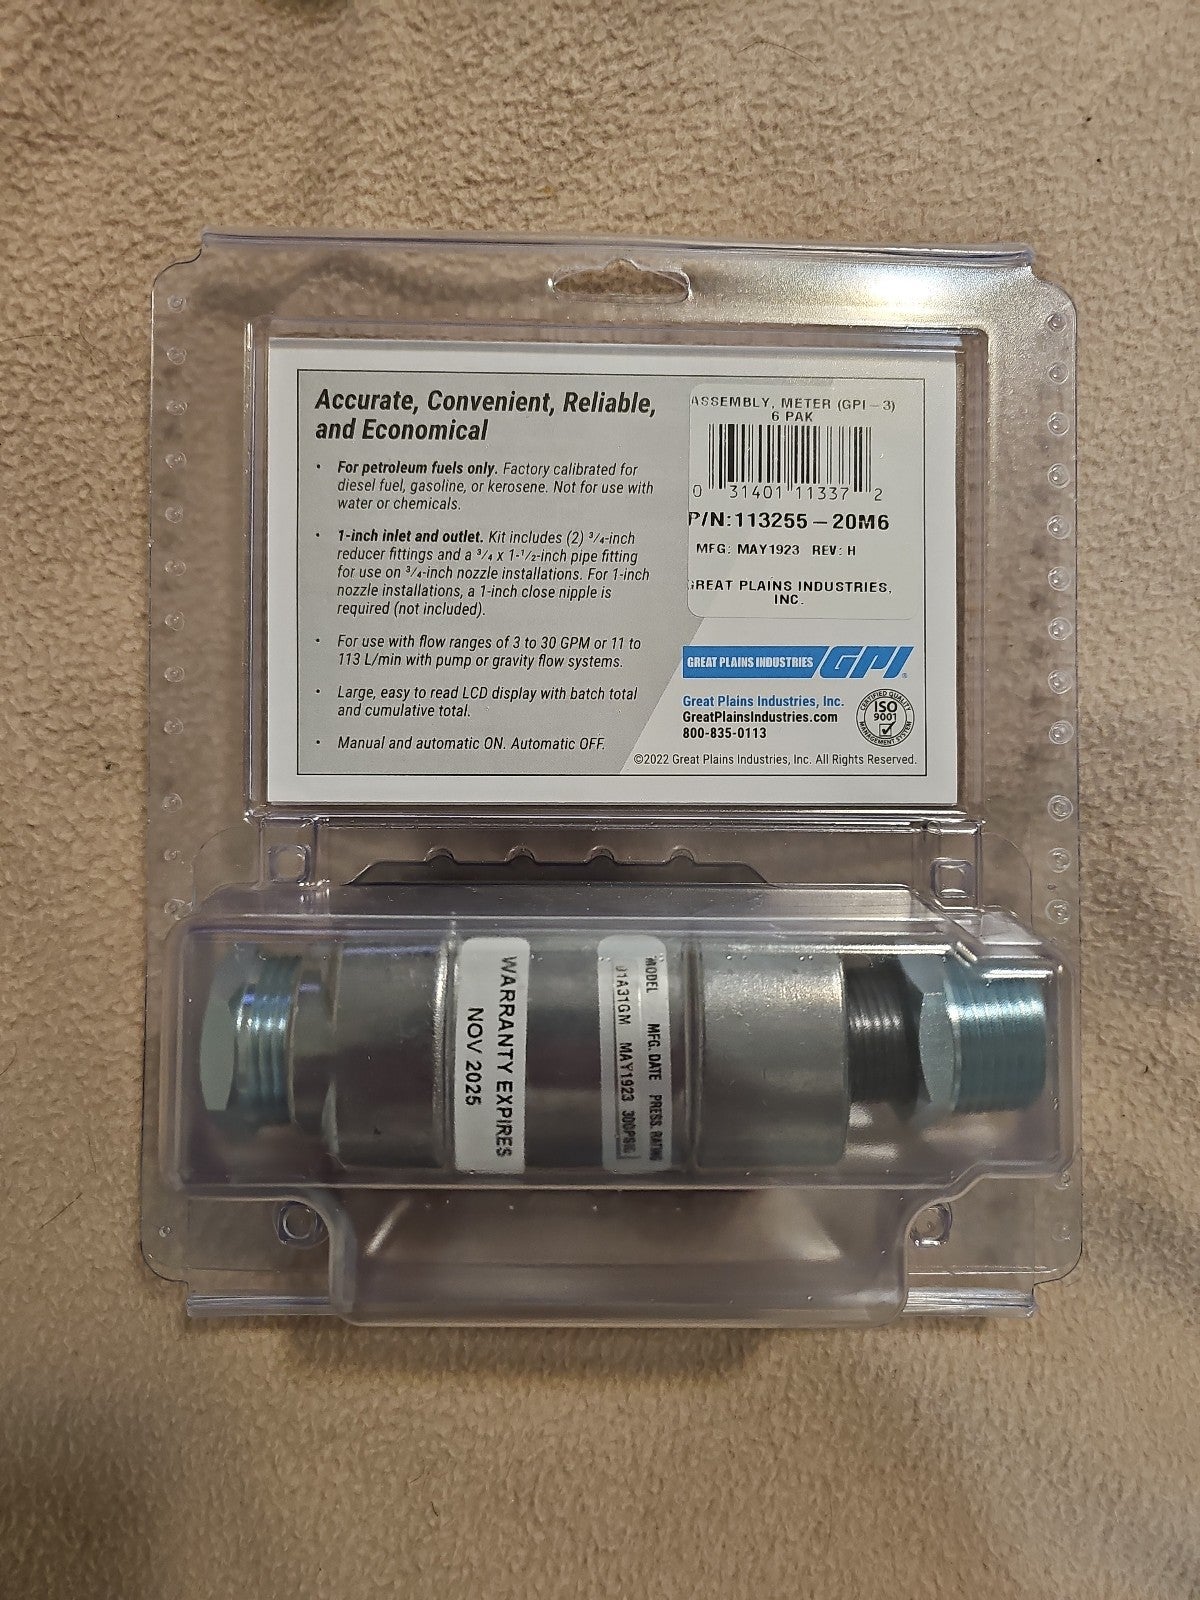 Accurate, Convenient, Reliable,
and Economical
• For petroleum fuels only. Factory calibrated for
diesel fuel, gasoline, or kerosene. Not for use with
water or chemicals.
• 1-inch inlet and outlet. Kit includes (2) ³/₄-inch
reducer fittings and a ³/₄ x 1-¹/₂-inch pipe fitting
for use on ³/₄-inch nozzle installations. For 1-inch
nozzle installations, a 1-inch close nipple is
required (not included).
• For use with flow ranges of 3 to 30 GPM or 11 to
113 L/min with pump or gravity flow systems.
• Large, easy to read LCD display with batch total
and cumulative total.
• Manual and automatic ON. Automatic OFF.
ASSEMBLY, METER (GPI-3)
6 PAK
0 31401 11337 2
P/N: 113255-20M6
MFG: MAY1923 REV: H
GREAT PLAINS INDUSTRIES,
INC.
GREAT PLAINS INDUSTRIES GPI®
Great Plains Industries, Inc.
GreatPlainsIndustries.com
800-835-0113
CERTIFIED QUALITY
ISO
9001
MANAGEMENT SYSTEM
©2022 Great Plains Industries, Inc. All Rights Reserved.
WARRANTY EXPIRES
NOV 2025
MODEL MFG. DATE PRESS. RATING
01A31GM MAY1923 300PSIG